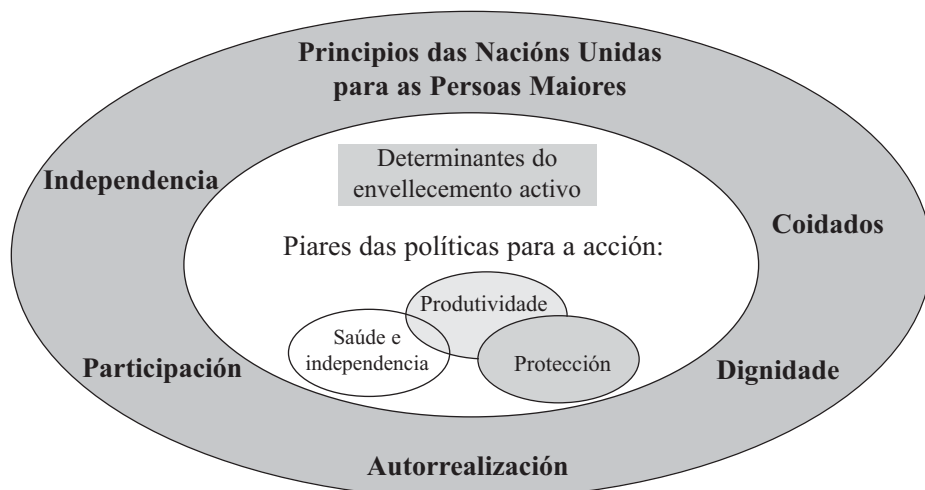 Principios das Nacións Unidas
para as Persoas Maiores
Determinantes do
envellecemento activo
Independencia
Coidados
Piares das políticas para a acción:
Produtividade
Saúde e
independencia
Protección
Participación
Dignidade
Autorrealización